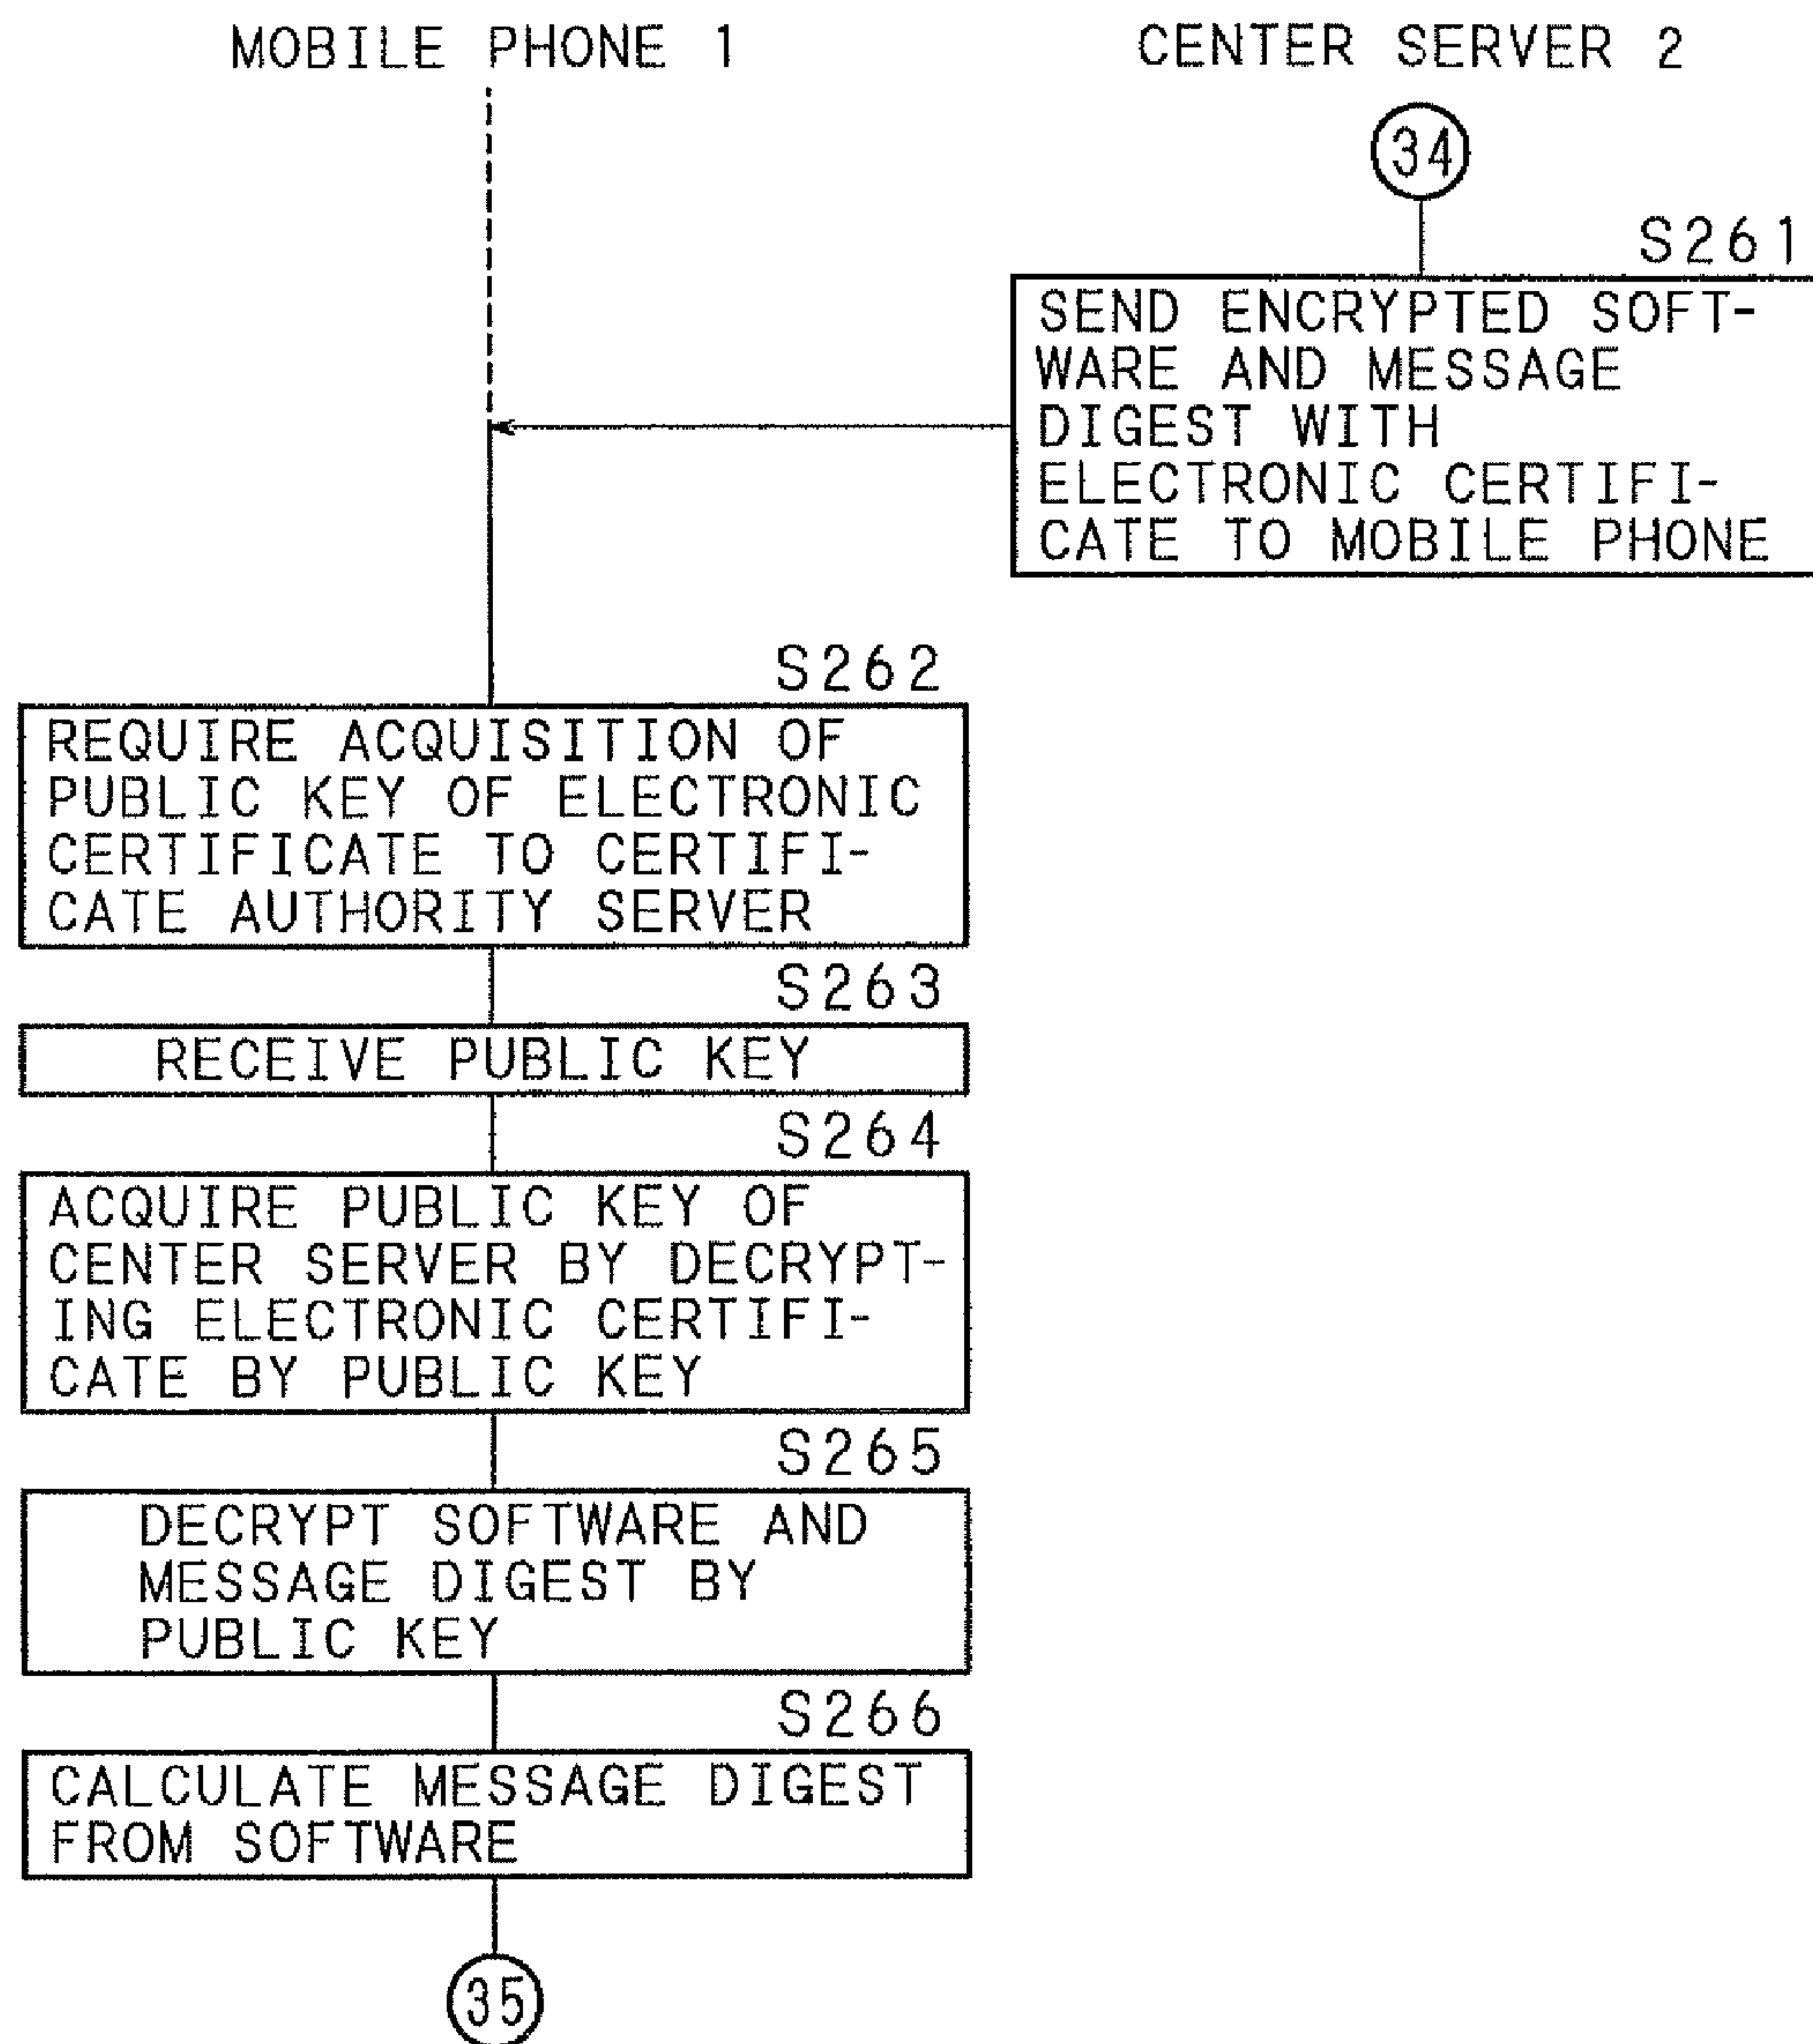 MOBILE PHONE 1
CENTER SERVER 2
34
S261
SEND ENCRYPTED SOFT-
WARE AND MESSAGE
DIGEST WITH
ELECTRONIC CERTIFI-
CATE TO MOBILE PHONE
S262
REQUIRE ACQUISITION OF
PUBLIC KEY OF ELECTRONIC
CERTIFICATE TO CERTIFI-
CATE AUTHORITY SERVER
S263
RECEIVE PUBLIC KEY
S264
ACQUIRE PUBLIC KEY OF
CENTER SERVER BY DECRYPT-
ING ELECTRONIC CERTIFI-
CATE BY PUBLIC KEY
S265
DECRYPT SOFTWARE AND
MESSAGE DIGEST BY
PUBLIC KEY
S266
CALCULATE MESSAGE DIGEST
FROM SOFTWARE
35